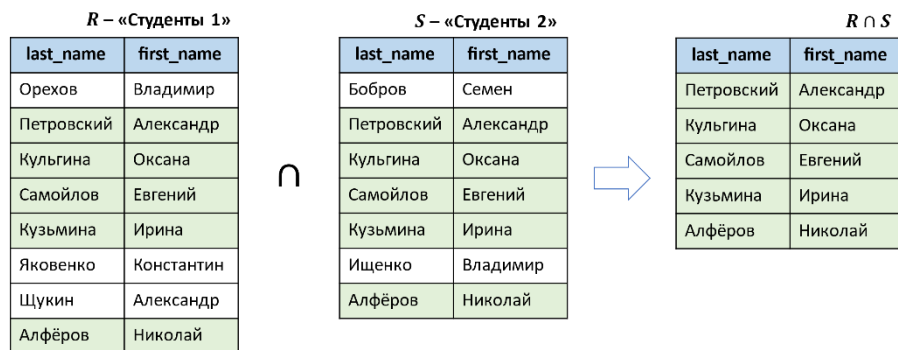 R – «Студенты 1»
last_name first_name
Орехов Владимир
Петровский Александр
Кульгина Оксана
Самойлов Евгений
Кузьмина Ирина
Яковенко Константин
Щукин Александр
Алфёров Николай
∩
S – «Студенты 2»
last_name first_name
Бобров Семен
Петровский Александр
Кульгина Оксана
Самойлов Евгений
Кузьмина Ирина
Ищенко Владимир
Алфёров Николай
R ∩ S
last_name first_name
Петровский Александр
Кульгина Оксана
Самойлов Евгений
Кузьмина Ирина
Алфёров Николай